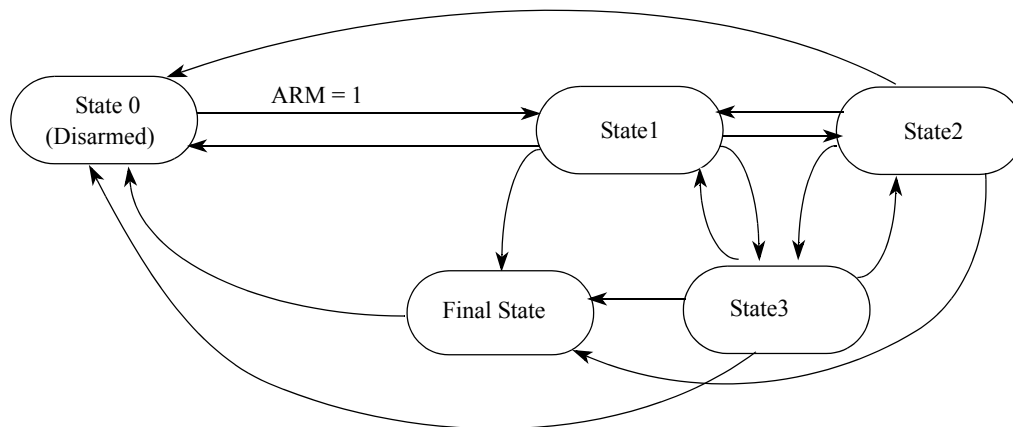 State 0
(Disarmed)
ARM = 1
State1
State2
Final State
State3